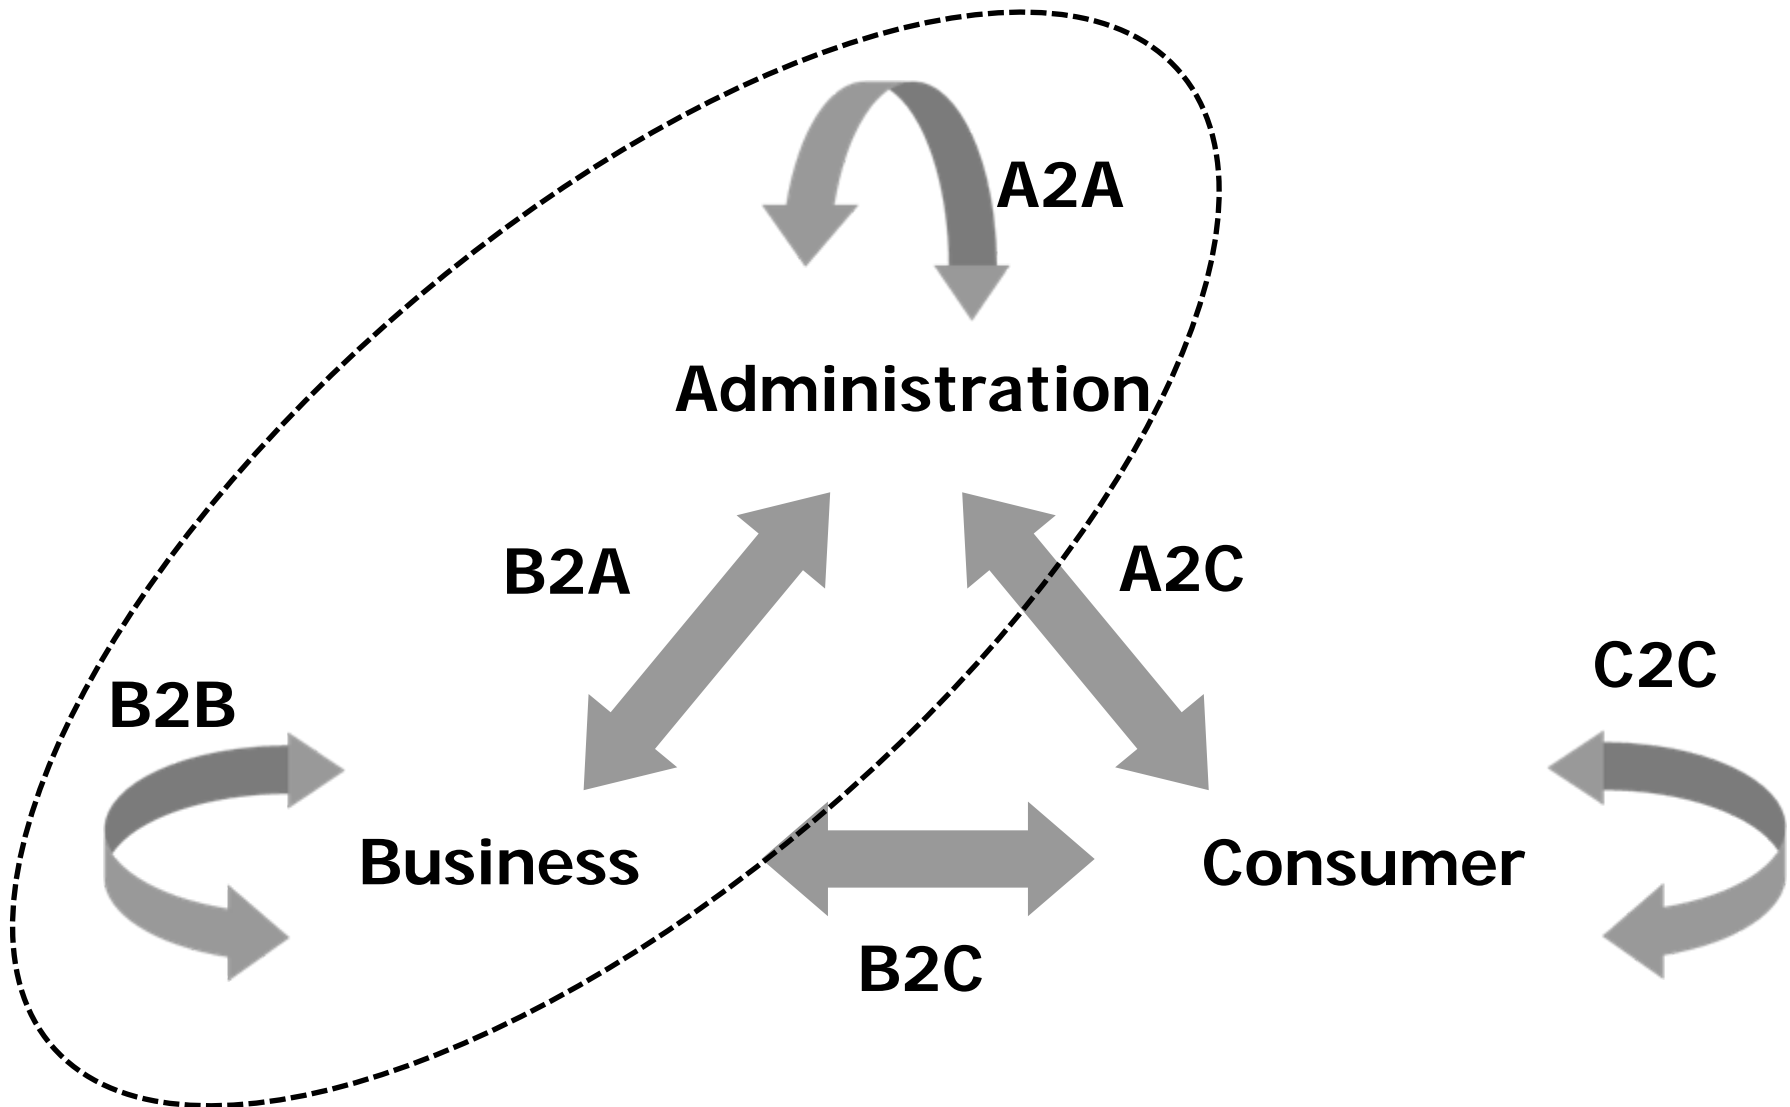 A2A
Administration
B2A
A2C
C2C
B2B
Business
Consumer
B2C